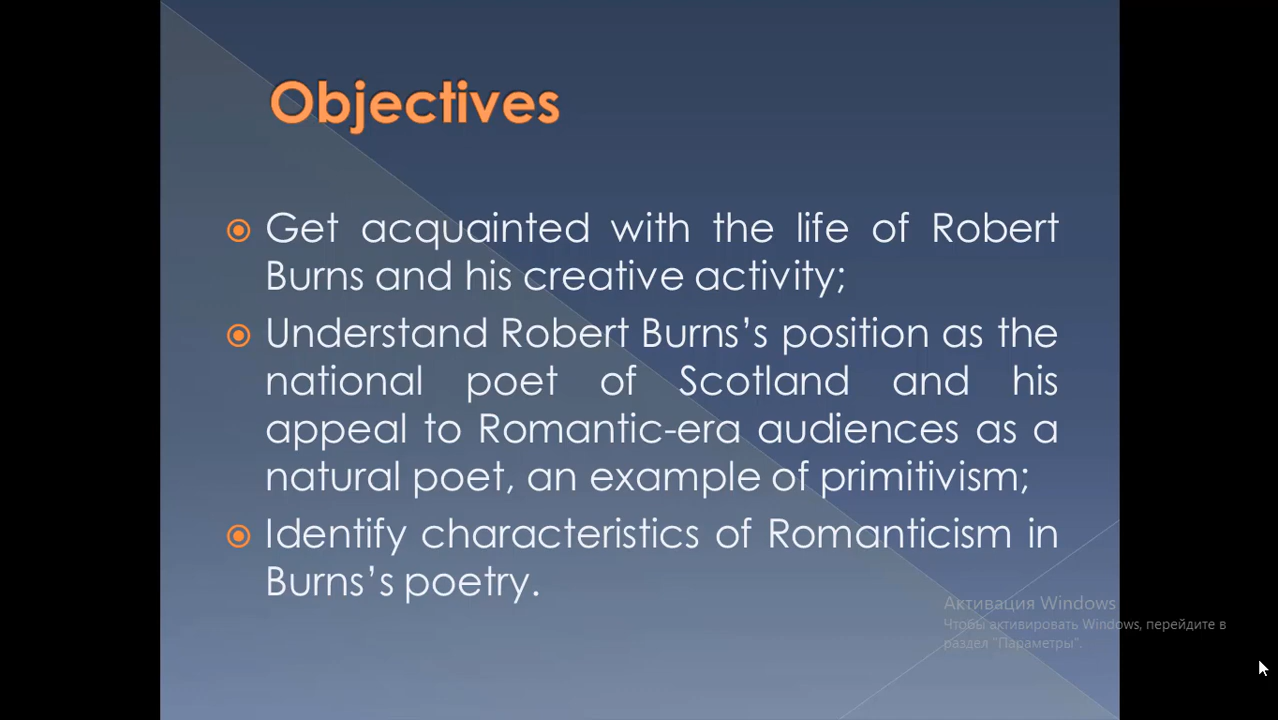 Objectives
Get acquainted with the life of Robert
Burns and his creative activity;
Understand Robert Burns’s position as the
national poet of Scotland and his
appeal to Romantic-era audiences as a
natural poet, an example of primitivism;
Identify characteristics of Romanticism in
Burns’s poetry.
Активация Windows
Чтобы активировать Windows, перейдите в
раздел "Параметры".